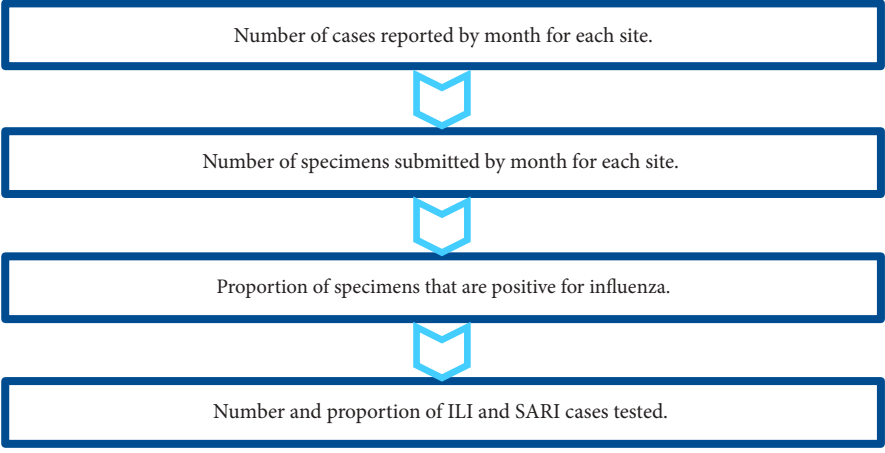 Number of cases reported by month for each site.
Number of specimens submitted by month for each site.
Proportion of specimens that are positive for influenza.
Number and proportion of ILI and SARI cases tested.